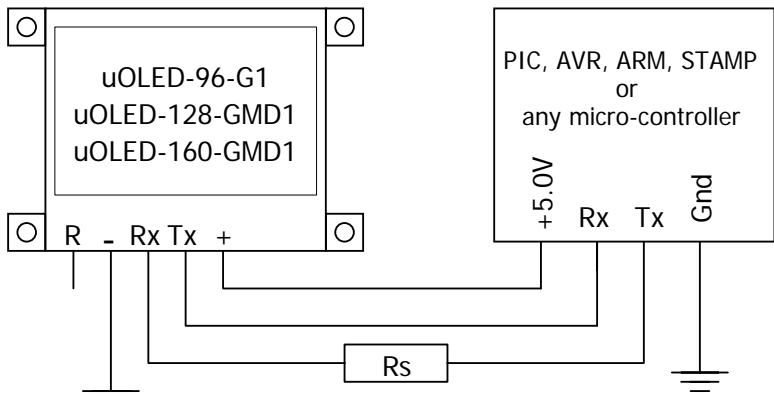 uOLED-96-G1
uOLED-128-GMD1
uOLED-160-GMD1
R - Rx Tx +
PIC, AVR, ARM, STAMP
or
any micro-controller
+5.0V Rx Tx Gnd
Rs